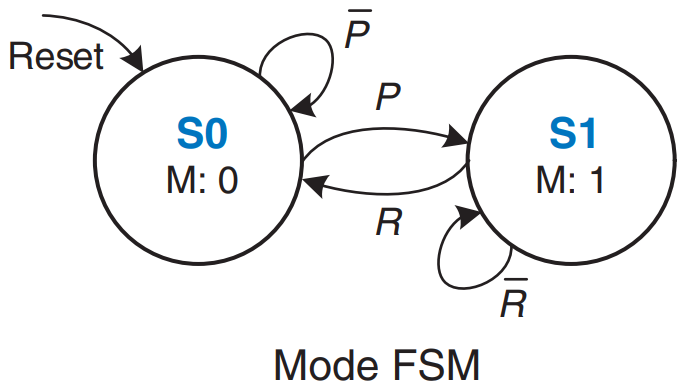 Reset
P̅
S0
M: 0
P
S1
M: 1
R
R̅
Mode FSM